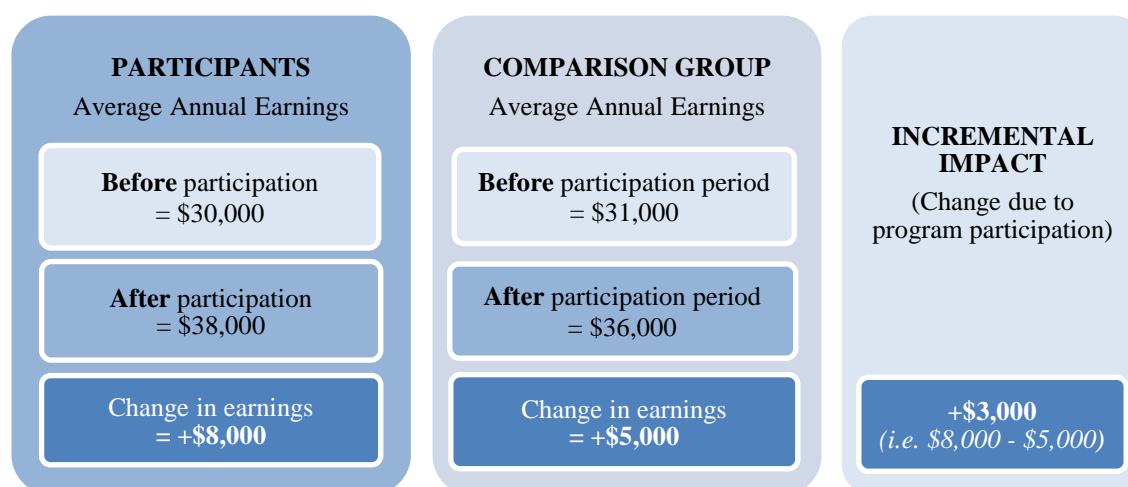 PARTICIPANTS
Average Annual Earnings
Before participation
= $30,000
After participation
= $38,000
Change in earnings
= +$8,000
COMPARISON GROUP
Average Annual Earnings
Before participation period
= $31,000
After participation period
= $36,000
Change in earnings
= +$5,000
INCREMENTAL
IMPACT
(Change due to
program participation)
+$3,000
(i.e. $8,000 - $5,000)